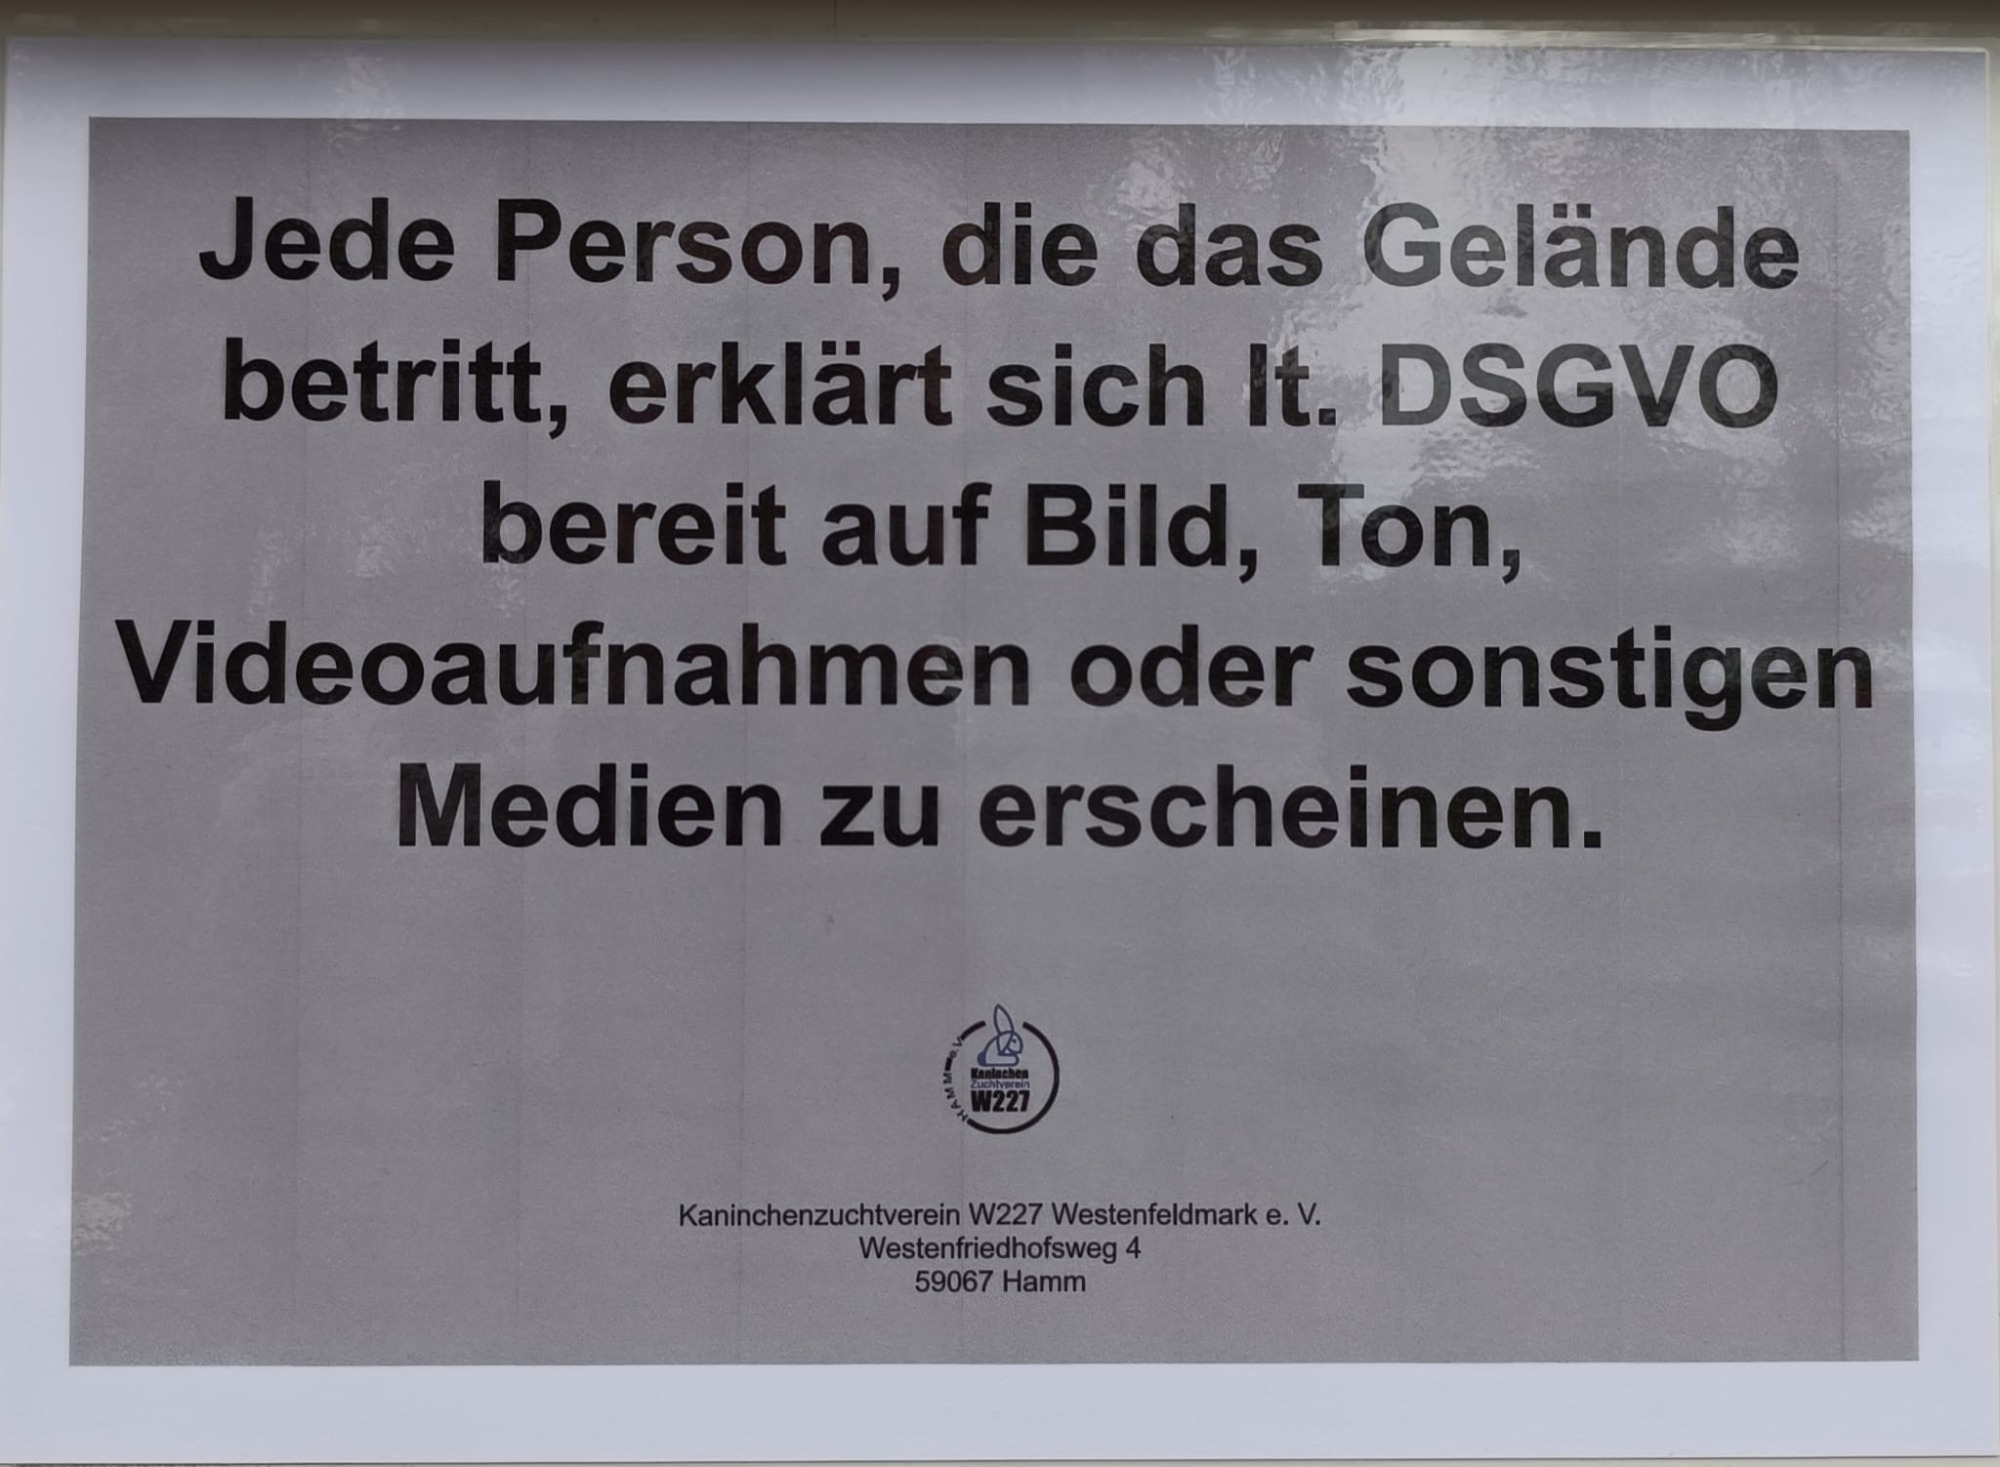 Jede Person, die das Gelände
betritt, erklärt sich lt. DSGVO
bereit auf Bild, Ton,
Videoaufnahmen oder sonstigen
Medien zu erscheinen.
HAMM e.V.
Kaninchen
Zuchtverein
W227
Kaninchenzuchtverein W227 Westenfeldmark e. V.
Westenfriedhofsweg 4
59067 Hamm